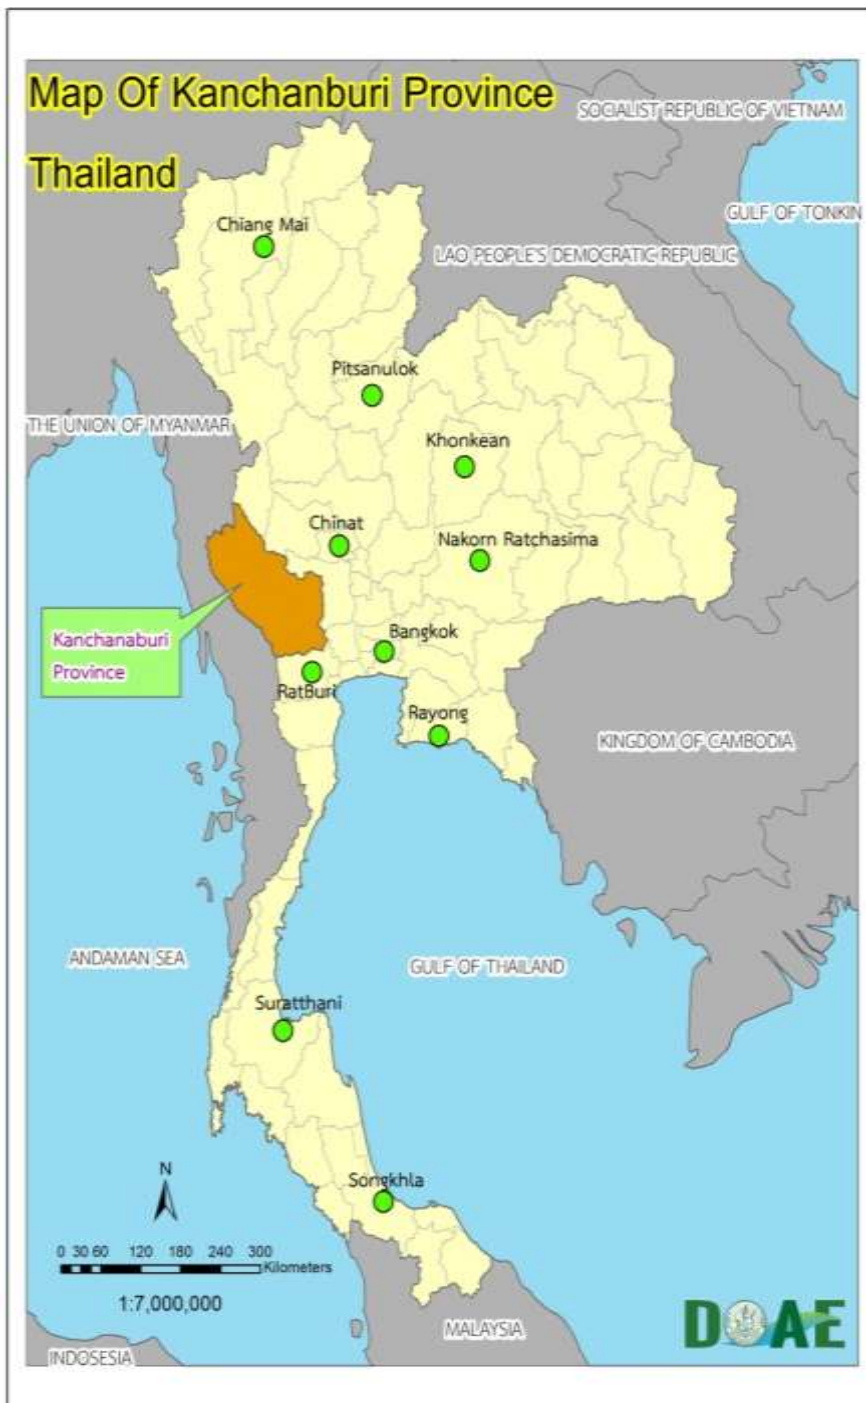 Map Of Kanchanburi Province
Thailand
SOCIALIST REPUBLIC OF VIETNAM
GULF OF TONKIN
Chiang Mai
LAO PEOPLE'S DEMOCRATIC REPUBLIC
Pitsanulok
THE UNION OF MYANMAR
Khonkean
Chinat
Nakorn Ratchasima
Kanchanaburi
Province
Bangkok
RatBuri
Rayong
KINGDOM OF CAMBODIA
ANDAMAN SEA
GULF OF THAILAND
Suratthani
Songkhla
N
0 30 60 120 180 240 300
Kilometers
1:7,000,000
MALAYSIA
DOAE
INDOSESIA